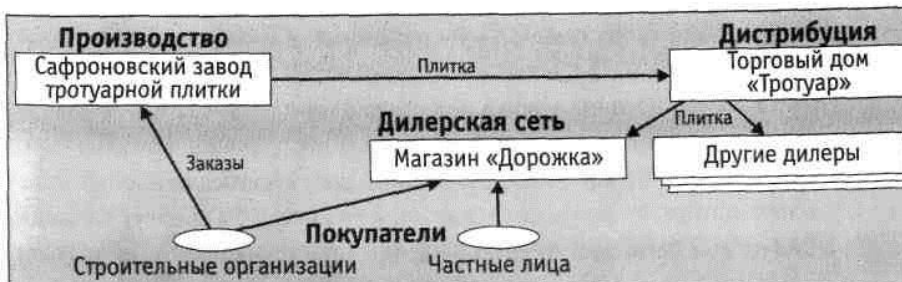 Производство
Дистрибуция
Сафроновский завод
тротуарной плитки
Плитка
Торговый дом
«Тротуар»
Дилерская сеть
Плитка
Магазин «Дорожка»
Другие дилеры
Заказы
Покупатели
Строительные организации
Частные лица